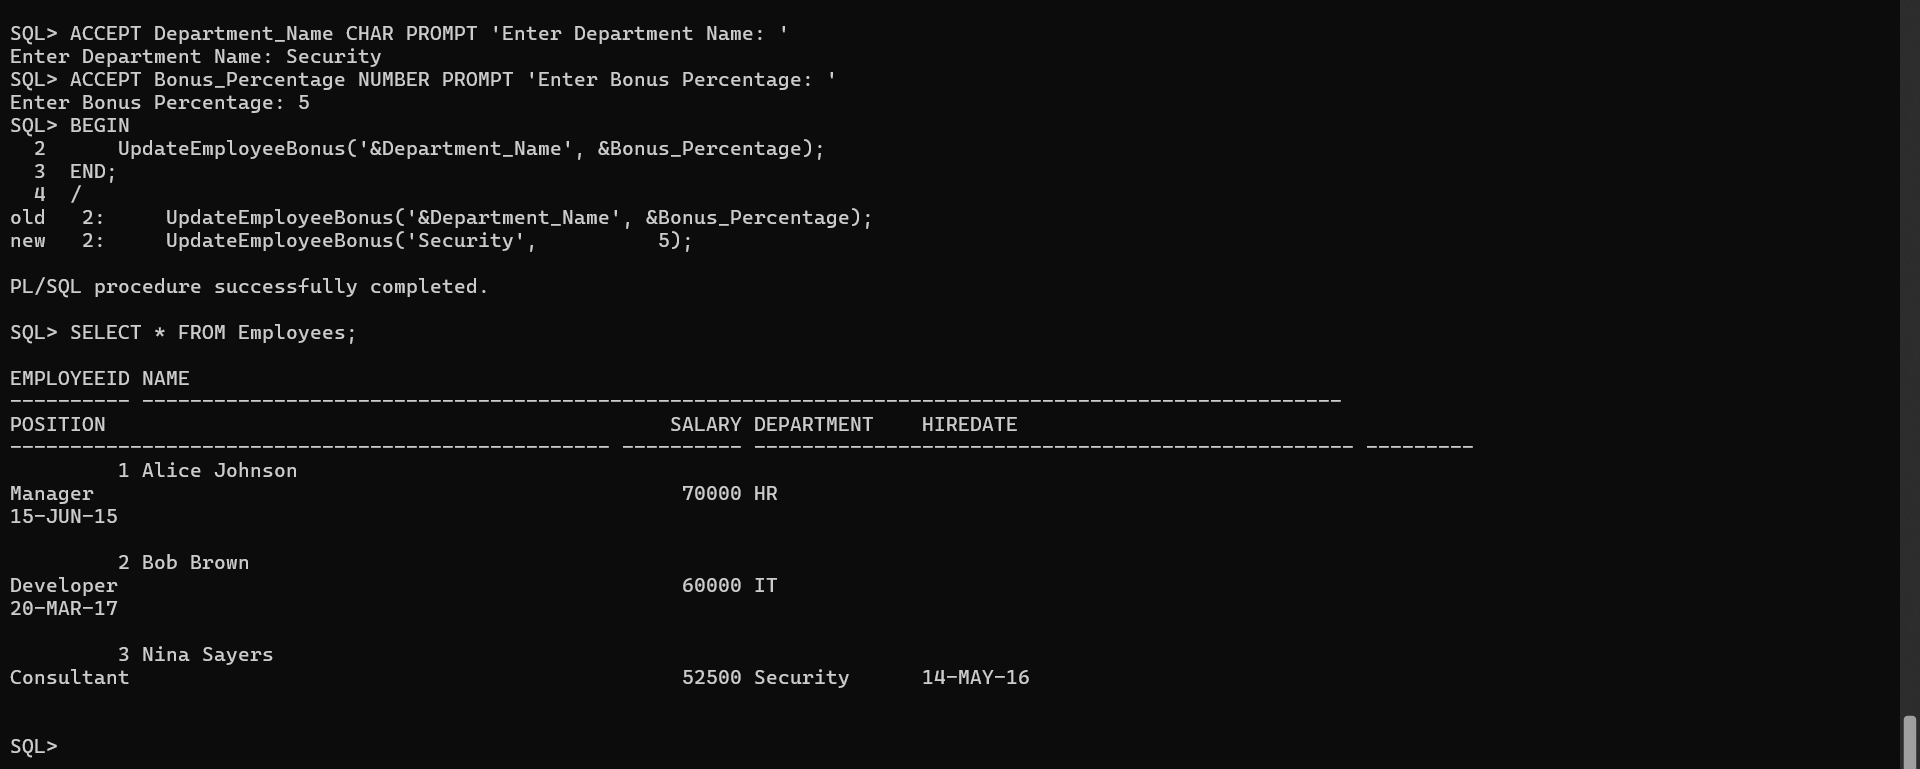 SQL> ACCEPT Department_Name CHAR PROMPT 'Enter Department Name: '
Enter Department Name: Security
SQL> ACCEPT Bonus_Percentage NUMBER PROMPT 'Enter Bonus Percentage: '
Enter Bonus Percentage: 5
SQL> BEGIN
  2      UpdateEmployeeBonus('&Department_Name', &Bonus_Percentage);
  3  END;
  4  /
old   2:     UpdateEmployeeBonus('&Department_Name', &Bonus_Percentage);
new   2:     UpdateEmployeeBonus('Security',          5);
PL/SQL procedure successfully completed.
SQL> SELECT * FROM Employees;
EMPLOYEEID NAME
---------- ----------------------------------------------------------------------------------------------------
POSITION                                               SALARY DEPARTMENT    HIREDATE
-------------------------------------------------- ---------- -------------------------------------------------- ---------
         1 Alice Johnson
Manager                                                 70000 HR
15-JUN-15
         2 Bob Brown
Developer                                               60000 IT
20-MAR-17
         3 Nina Sayers
Consultant                                              52500 Security      14-MAY-16
SQL>